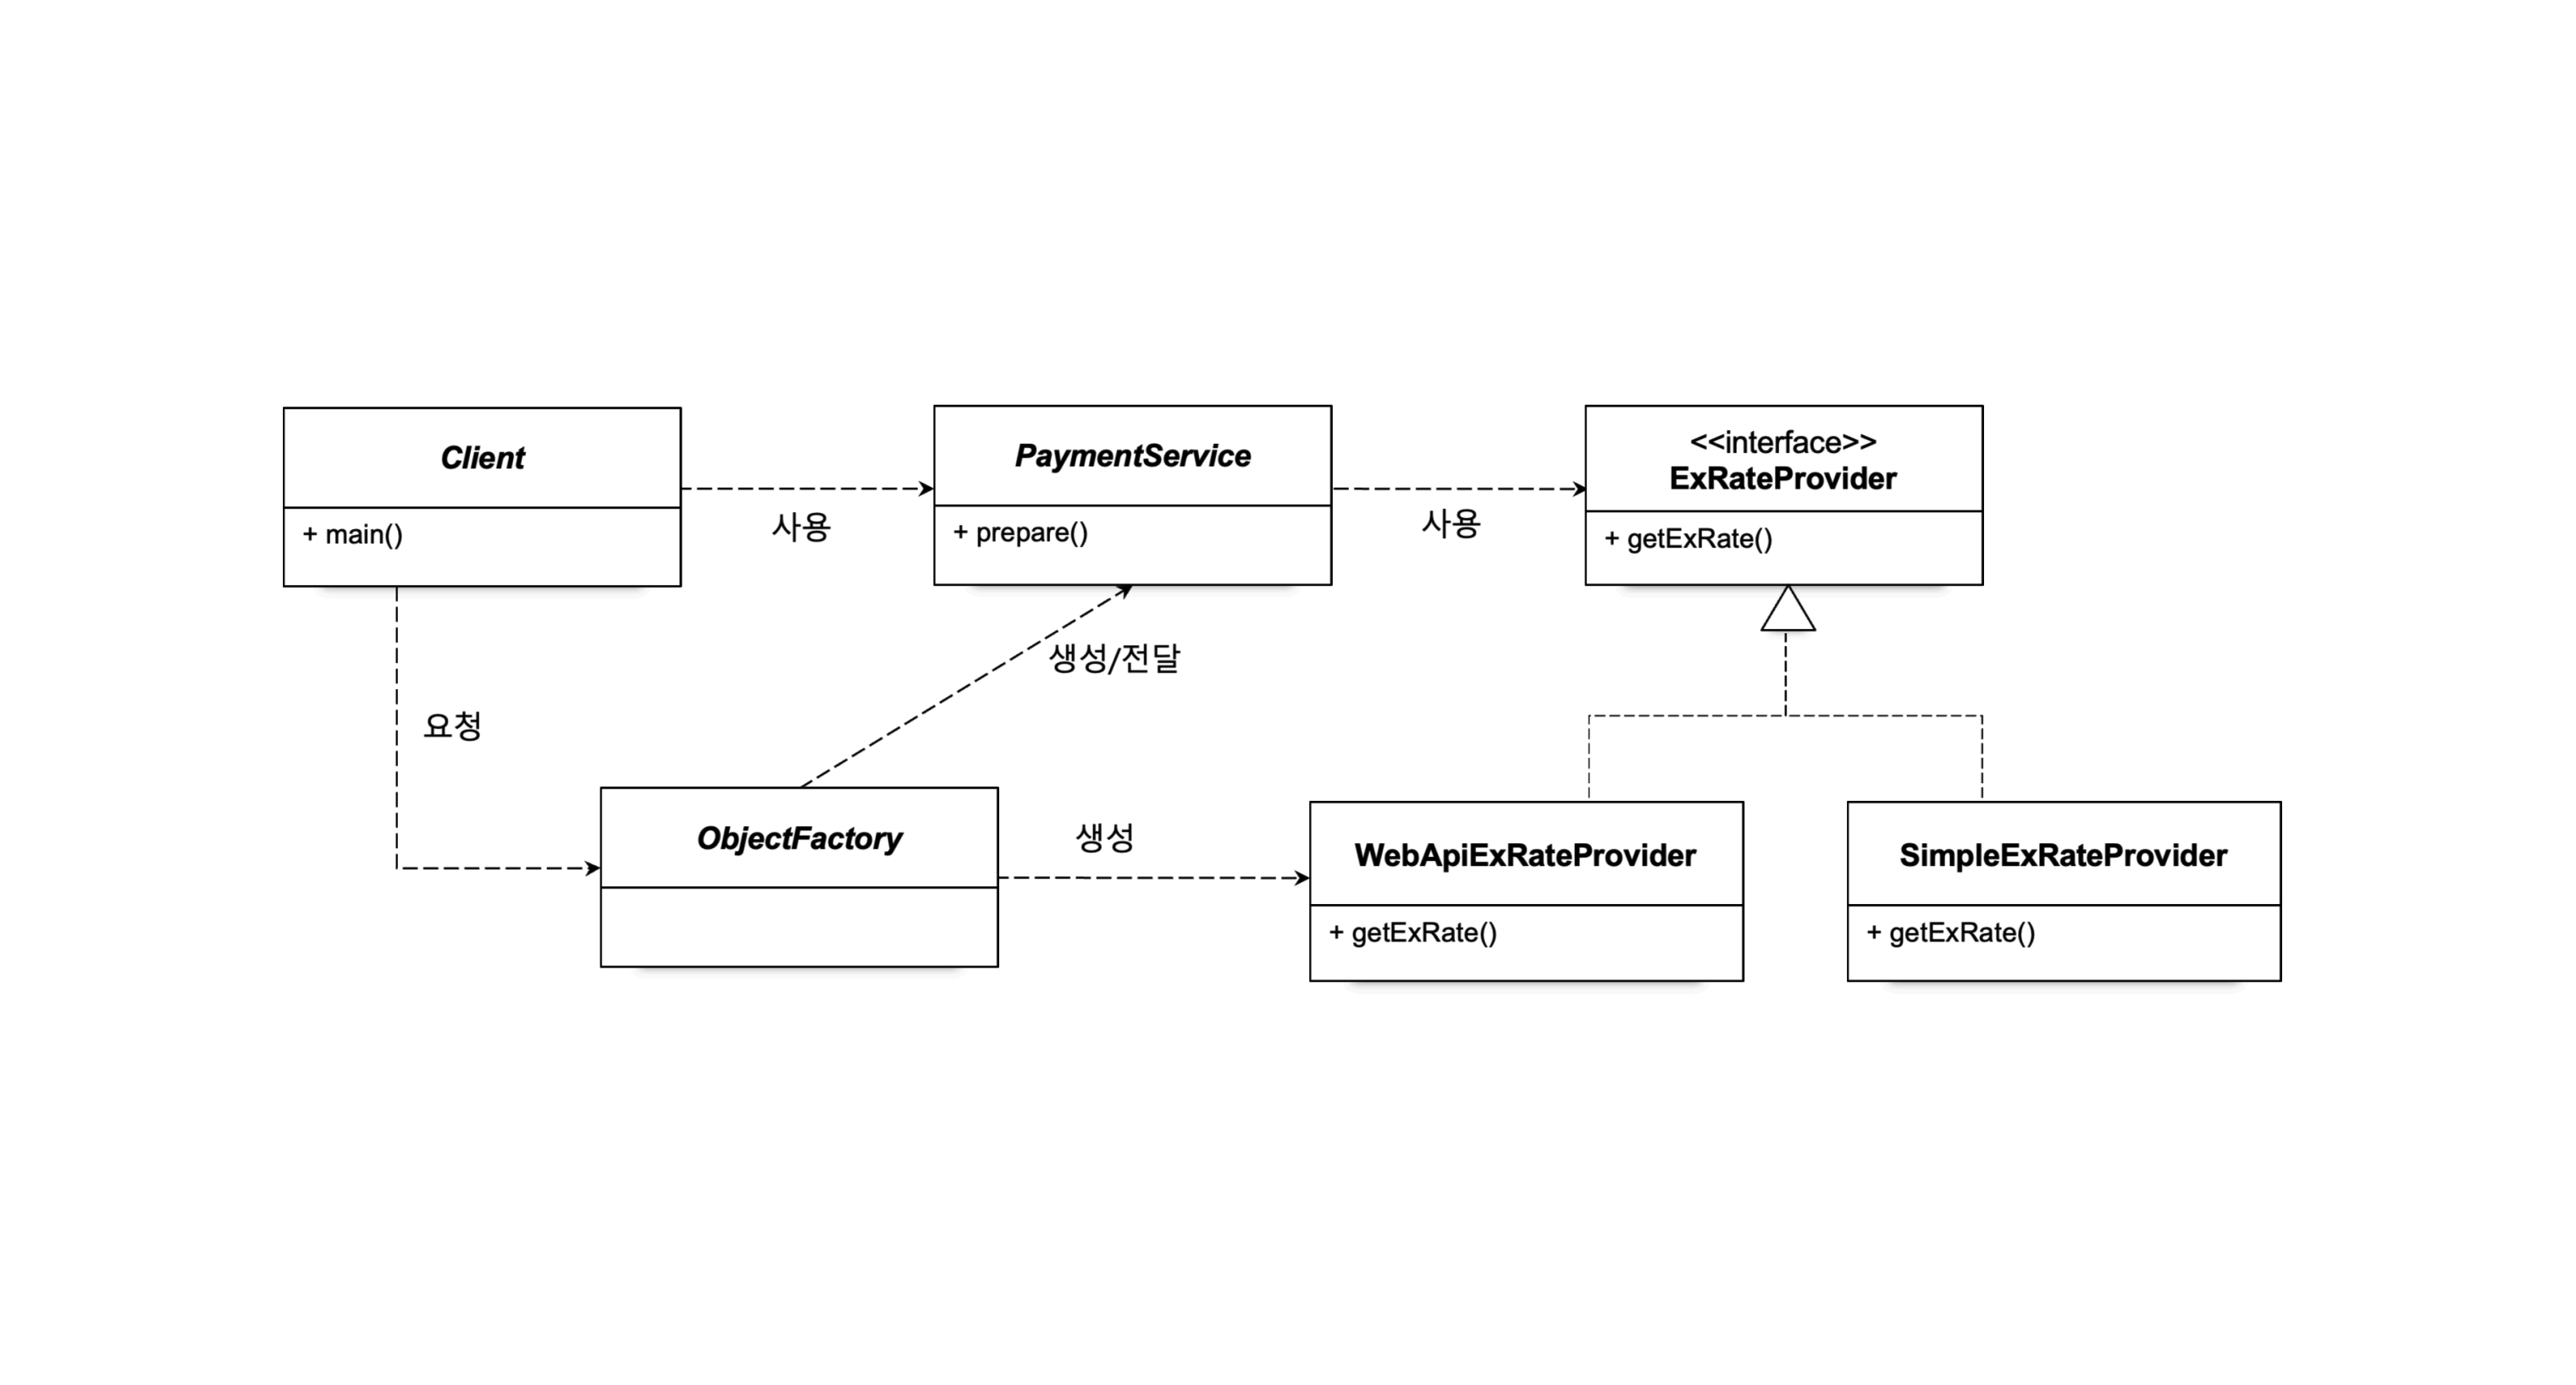 Client
+ main()
사용
PaymentService
+ prepare()
사용
<<interface>>
ExRateProvider
+ getExRate()
요청
생성/전달
ObjectFactory
생성
WebApiExRateProvider
+ getExRate()
SimpleExRateProvider
+ getExRate()